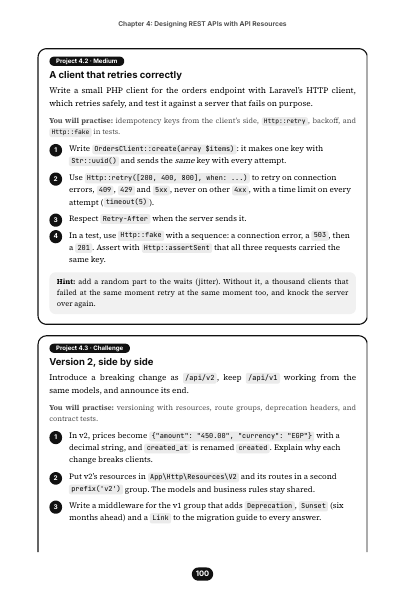 Chapter 4: Designing REST APIs with API Resources
Project 4.2 · Medium
A client that retries correctly
Write a small PHP client for the orders endpoint with Laravel's HTTP client,
which retries safely, and test it against a server that fails on purpose.
You will practise: idempotency keys from the client's side, Http::retry, backoff, and
Http::fake in tests.
1 Write OrdersClient::create(array $items) : it makes one key with
Str::uuid() and sends the same key with every attempt.
2 Use Http::retry([200, 400, 800], when: ...) to retry on connection
errors, 409, 429 and 5xx, never on other 4xx, with a time limit on every
attempt ( timeout(5) ).
3 Respect Retry-After when the server sends it.
4 In a test, use Http::fake with a sequence: a connection error, a 503, then
a 201. Assert with Http::assertSent that all three requests carried the
same key.
Hint: add a random part to the waits (jitter). Without it, a thousand clients that
failed at the same moment retry at the same moment too, and knock the server
over again.
Project 4.3 · Challenge
Version 2, side by side
Introduce a breaking change as /api/v2, keep /api/v1 working from the
same models, and announce its end.
You will practise: versioning with resources, route groups, deprecation headers, and
contract tests.
1 In v2, prices become {"amount": "450.00", "currency": "EGP"} with a
decimal string, and created_at is renamed created. Explain why each
change breaks clients.
2 Put v2's resources in App\Http\Resources\V2 and its routes in a second
prefix('v2') group. The models and business rules stay shared.
3 Write a middleware for the v1 group that adds Deprecation, Sunset (six
months ahead) and a Link to the migration guide to every answer.
100